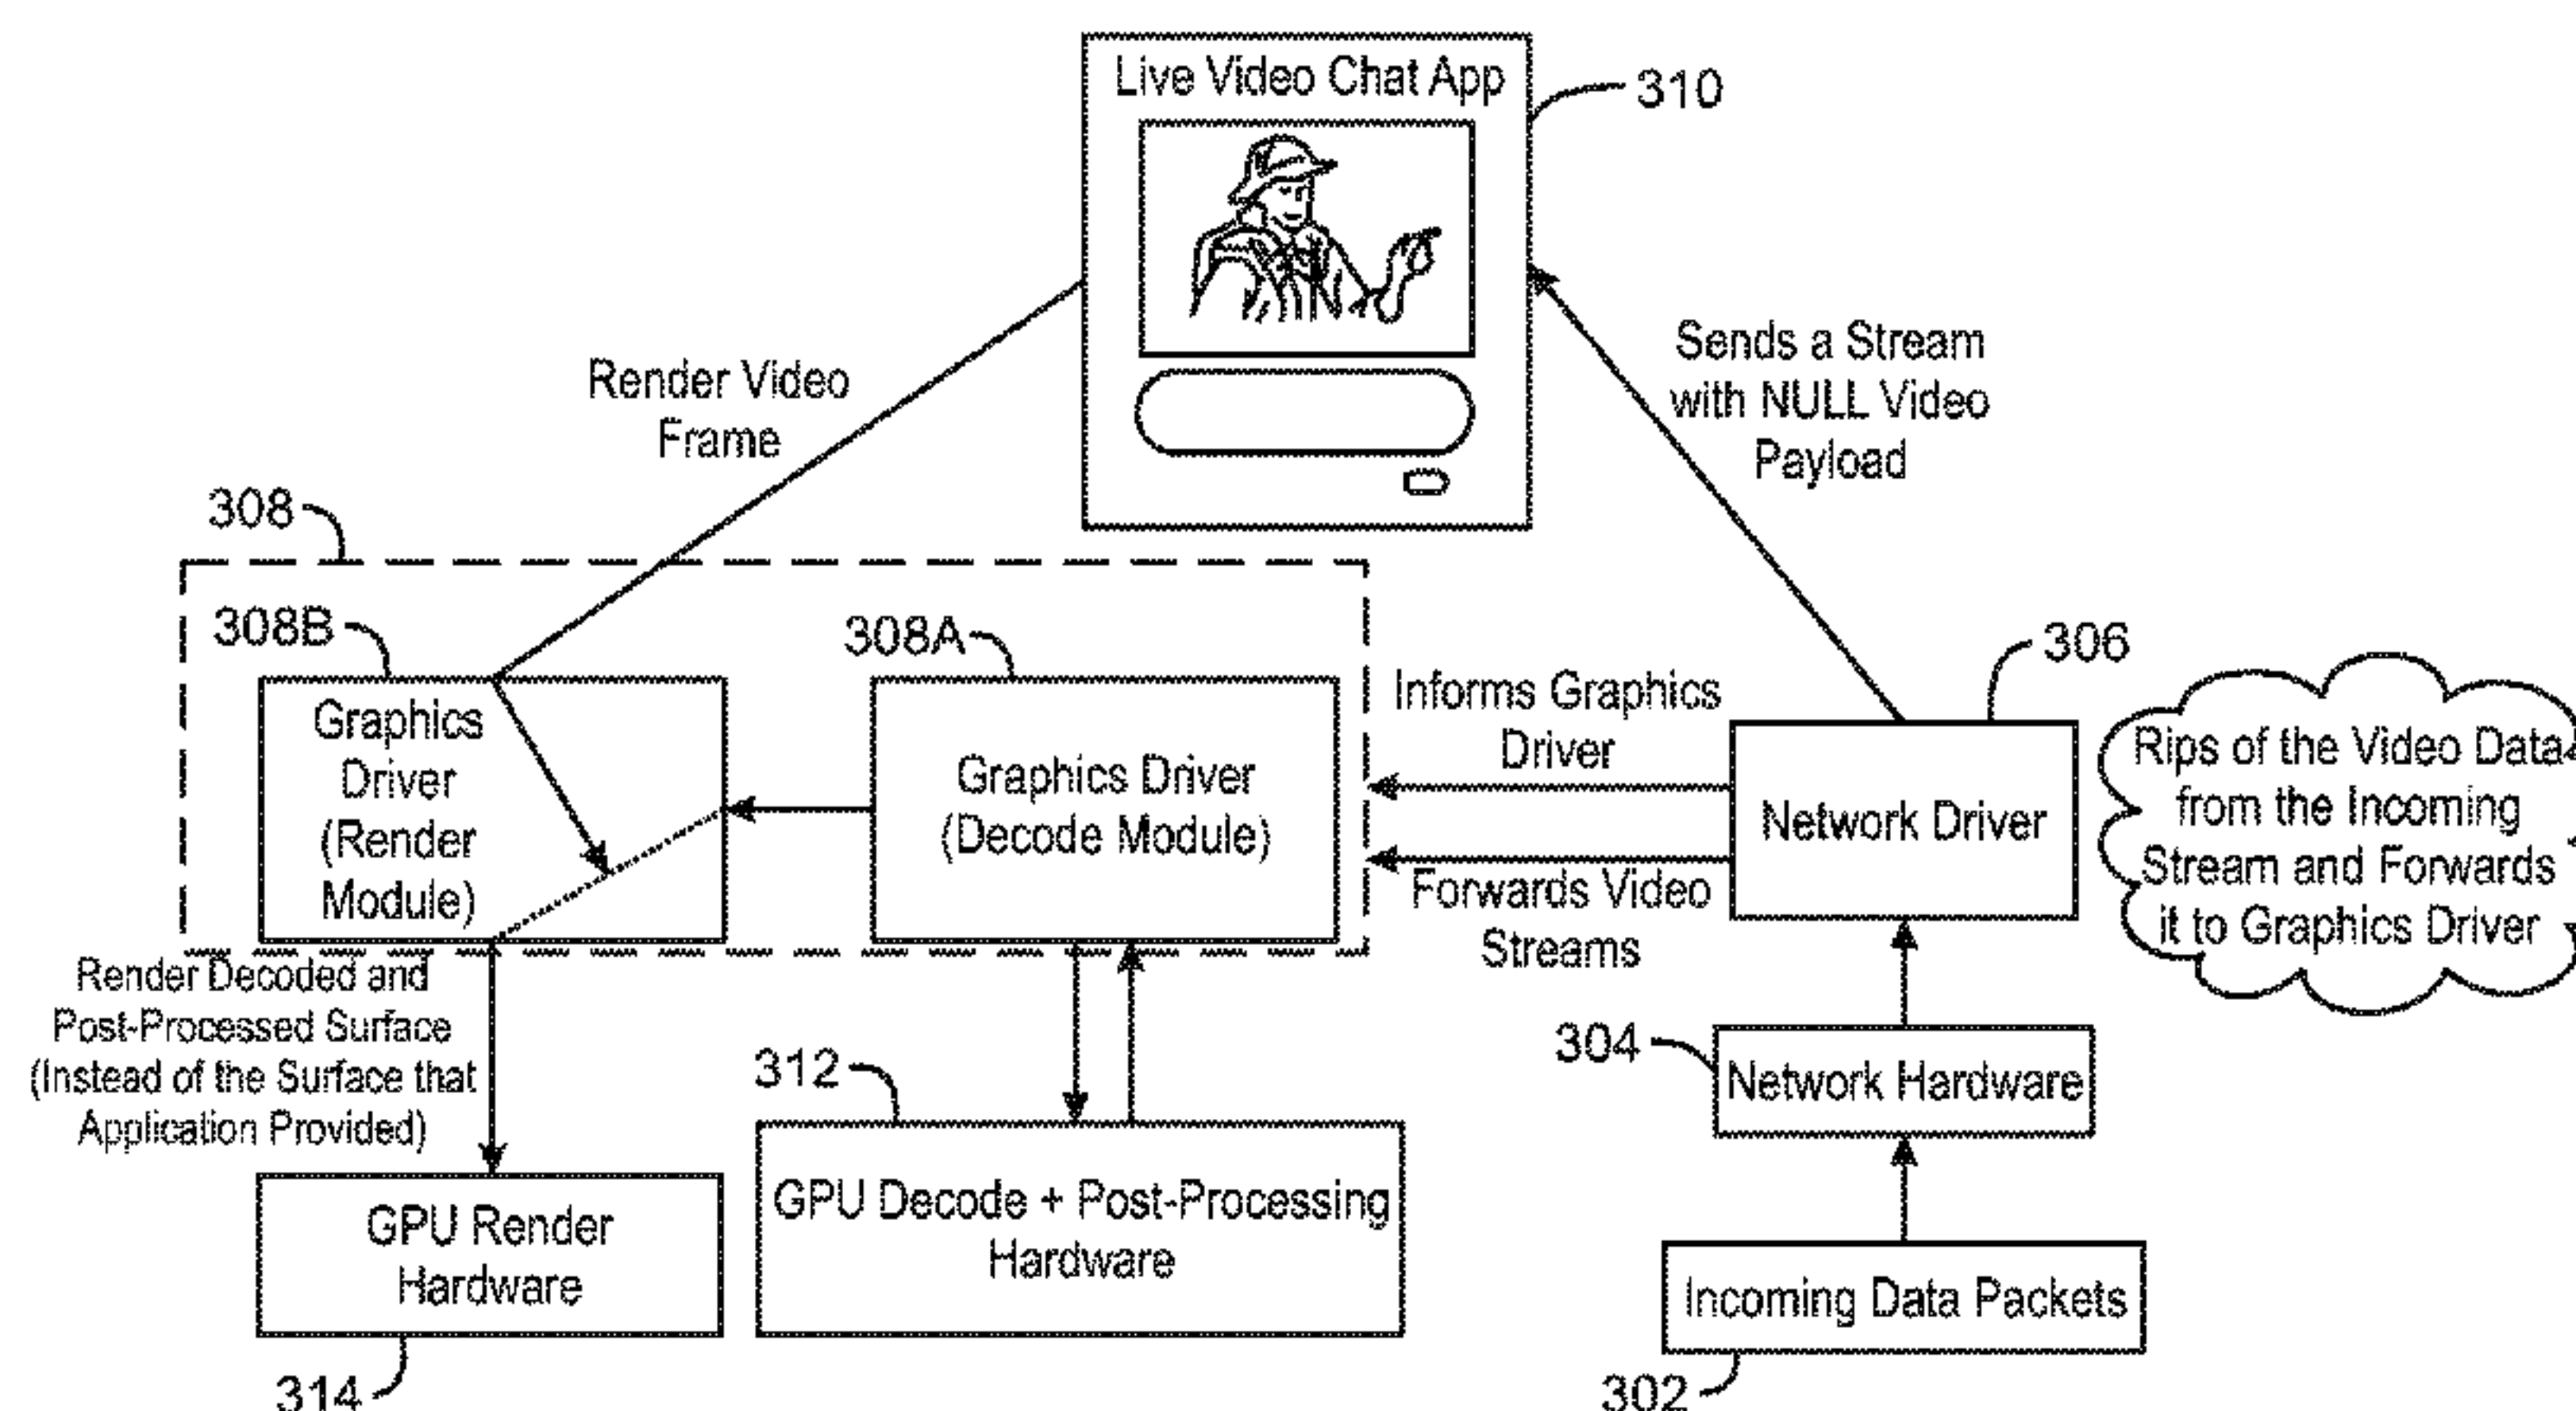 Live Video Chat App
310
Render Video
Frame
Sends a Stream
with NULL Video
Payload
308
308B
308A
306
Graphics
Driver
(Render
Module)
Graphics Driver
(Decode Module)
Informs Graphics
Driver
Forwards Video
Streams
Network Driver
Rips of the Video Data
from the Incoming
Stream and Forwards
it to Graphics Driver
Render Decoded and
Post-Processed Surface
(Instead of the Surface that
Application Provided)
312
304
Network Hardware
GPU Render
Hardware
GPU Decode + Post-Processing
Hardware
Incoming Data Packets
314
302